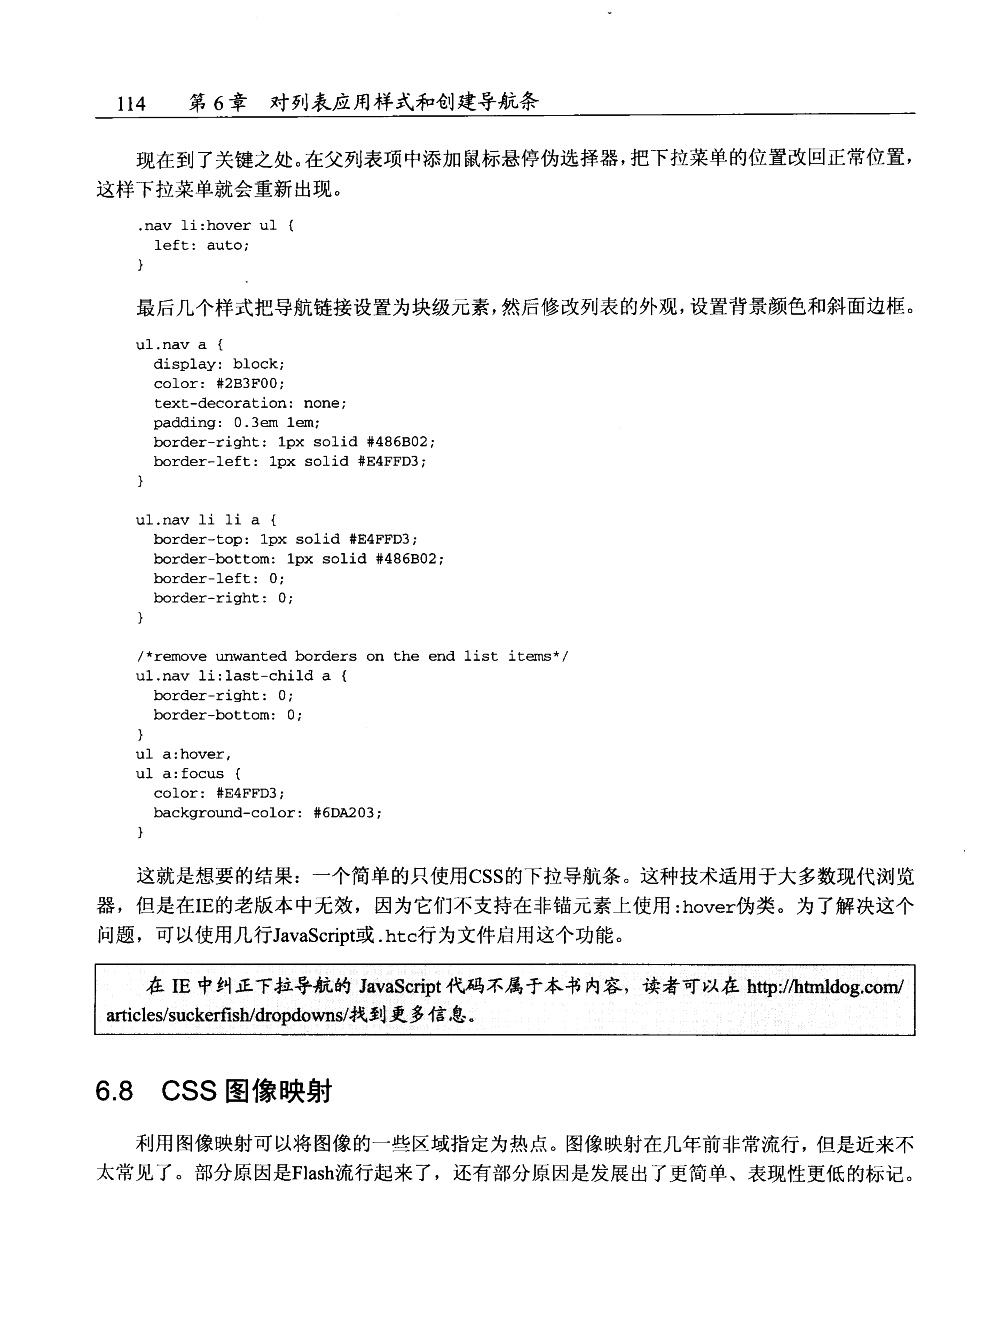 114 第 6 章 对列表应用样式和创建导航条
现在到了关键之处。在父列表项中添加鼠标悬停伪选择器，把下拉菜单的位置改回正常位置，
这样下拉菜单就会重新出现。
.nav li:hover ul {
left: auto;
}
最后几个样式把导航链接设置为块级元素，然后修改列表的外观，设置背景颜色和斜面边框。
ul.nav a {
display: block;
color: #2B3F00;
text-decoration: none;
padding: 0.3em 1em;
border-right: 1px solid #486B02;
border-left: 1px solid #E4FFD3;
}
ul.nav li li a {
border-top: 1px solid #E4FFD3;
border-bottom: 1px solid #486B02;
border-left: 0;
border-right: 0;
}
/*remove unwanted borders on the end list items*/
ul.nav li:last-child a {
border-right: 0;
border-bottom: 0;
}
ul a:hover,
ul a:focus {
color: #E4FFD3;
background-color: #6DA203;
}
这就是想要的结果：一个简单的只使用CSS的下拉导航条。这种技术适用于大多数现代浏览
器，但是在IE的老版本中无效，因为它们不支持在非锚元素上使用:hover伪类。为了解决这个
问题，可以使用几行JavaScript或.htc行为文件启用这个功能。
在 IE 中纠正下拉导航的 JavaScript 代码不属于本书内容，读者可以在 http://htmldog.com/
articles/suckerfish/dropdowns/找到更多信息。
6.8 CSS 图像映射
利用图像映射可以将图像的一些区域指定为热点。图像映射在几年前非常流行，但是近来不
太常见了。部分原因是Flash流行起来了，还有部分原因是发展出了更简单、表现性更低的标记。